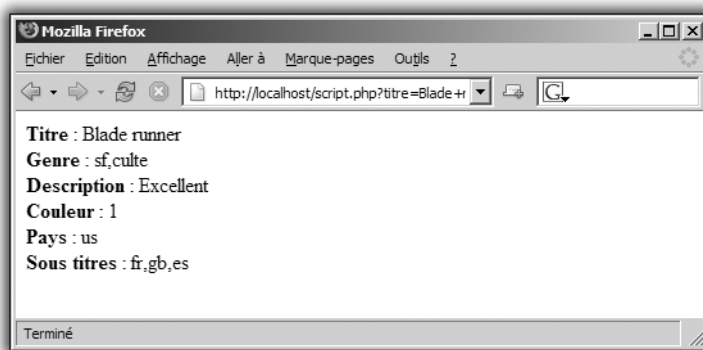 Mozilla Firefox
Fichier Edition Affichage Aller à Marque-pages Outils ?
http://localhost/script.php?titre=Blade+r
G
Titre : Blade runner
Genre : sf,culte
Description : Excellent
Couleur : 1
Pays : us
Sous titres : fr,gb,es
Terminé